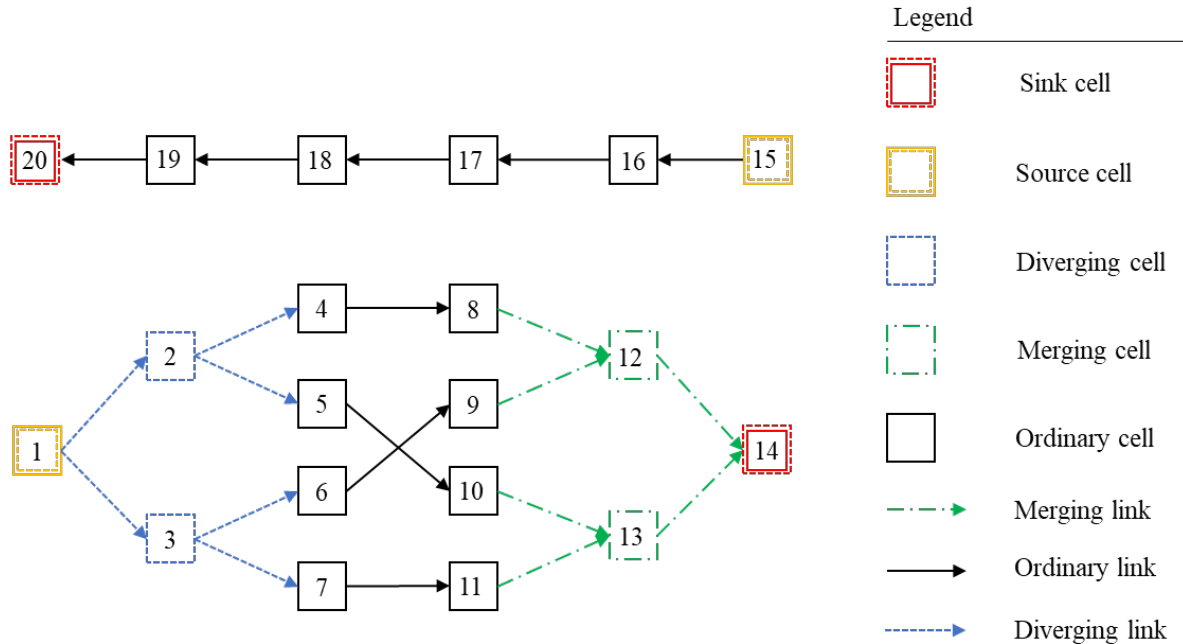 Legend
Sink cell
20 19 18 17 16 15
Source cell
Diverging cell
4 8
2 12
Merging cell
5 9
1 14
Ordinary cell
6 10
Merging link
3 13
Ordinary link
7 11
Diverging link